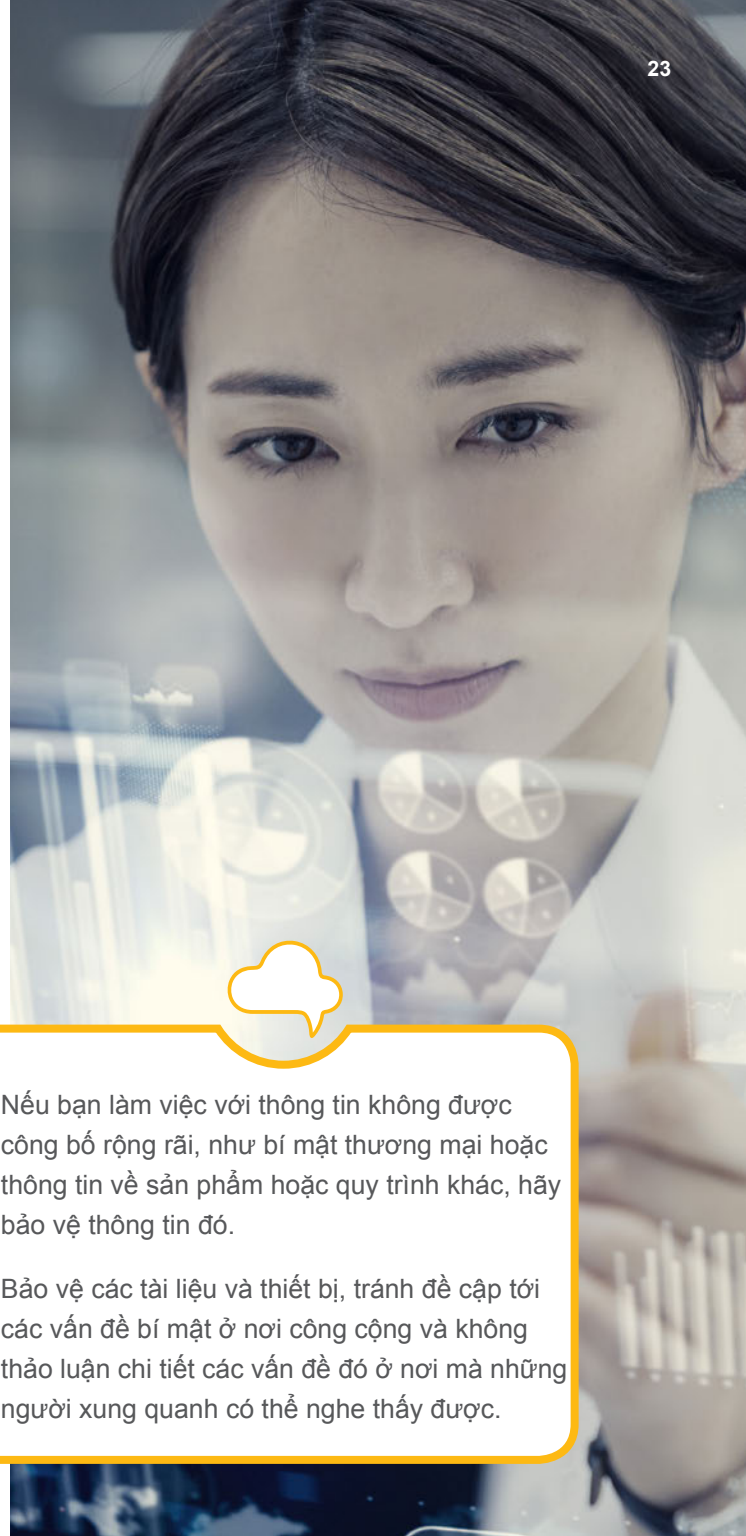 23
Nếu bạn làm việc với thông tin không được
công bố rộng rãi, như bí mật thương mại hoặc
thông tin về sản phẩm hoặc quy trình khác, hãy
bảo vệ thông tin đó.
Bảo vệ các tài liệu và thiết bị, tránh đề cập tới
các vấn đề bí mật ở nơi công cộng và không
thảo luận chi tiết các vấn đề đó ở nơi mà những
người xung quanh có thể nghe thấy được.